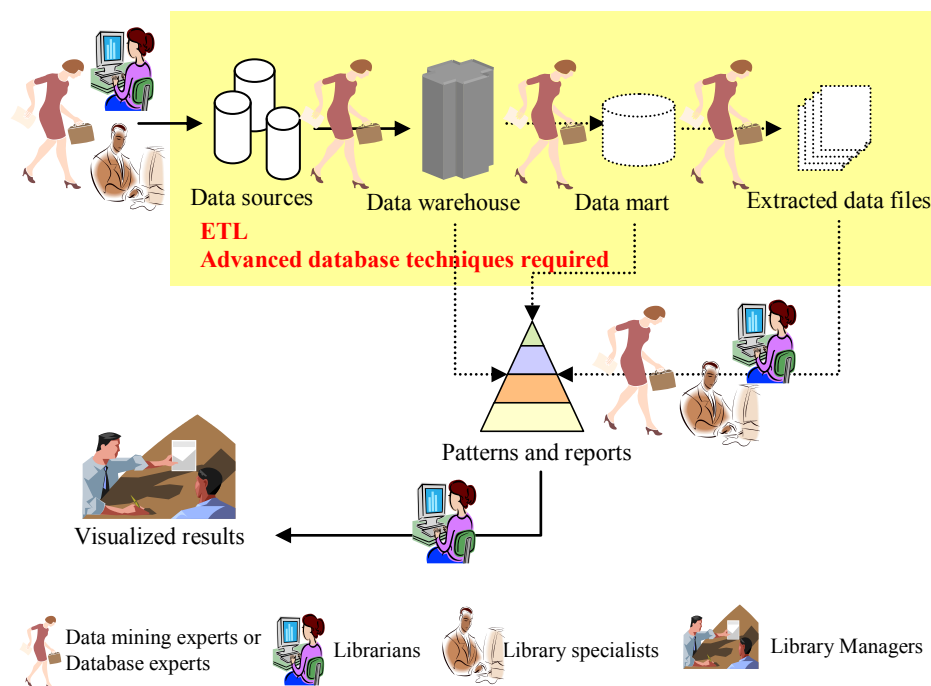 Data sources
Data warehouse
Data mart
Extracted data files
ETL
Advanced database techniques required
Patterns and reports
Visualized results
Data mining experts or
Database experts
Librarians
Library specialists
Library Managers